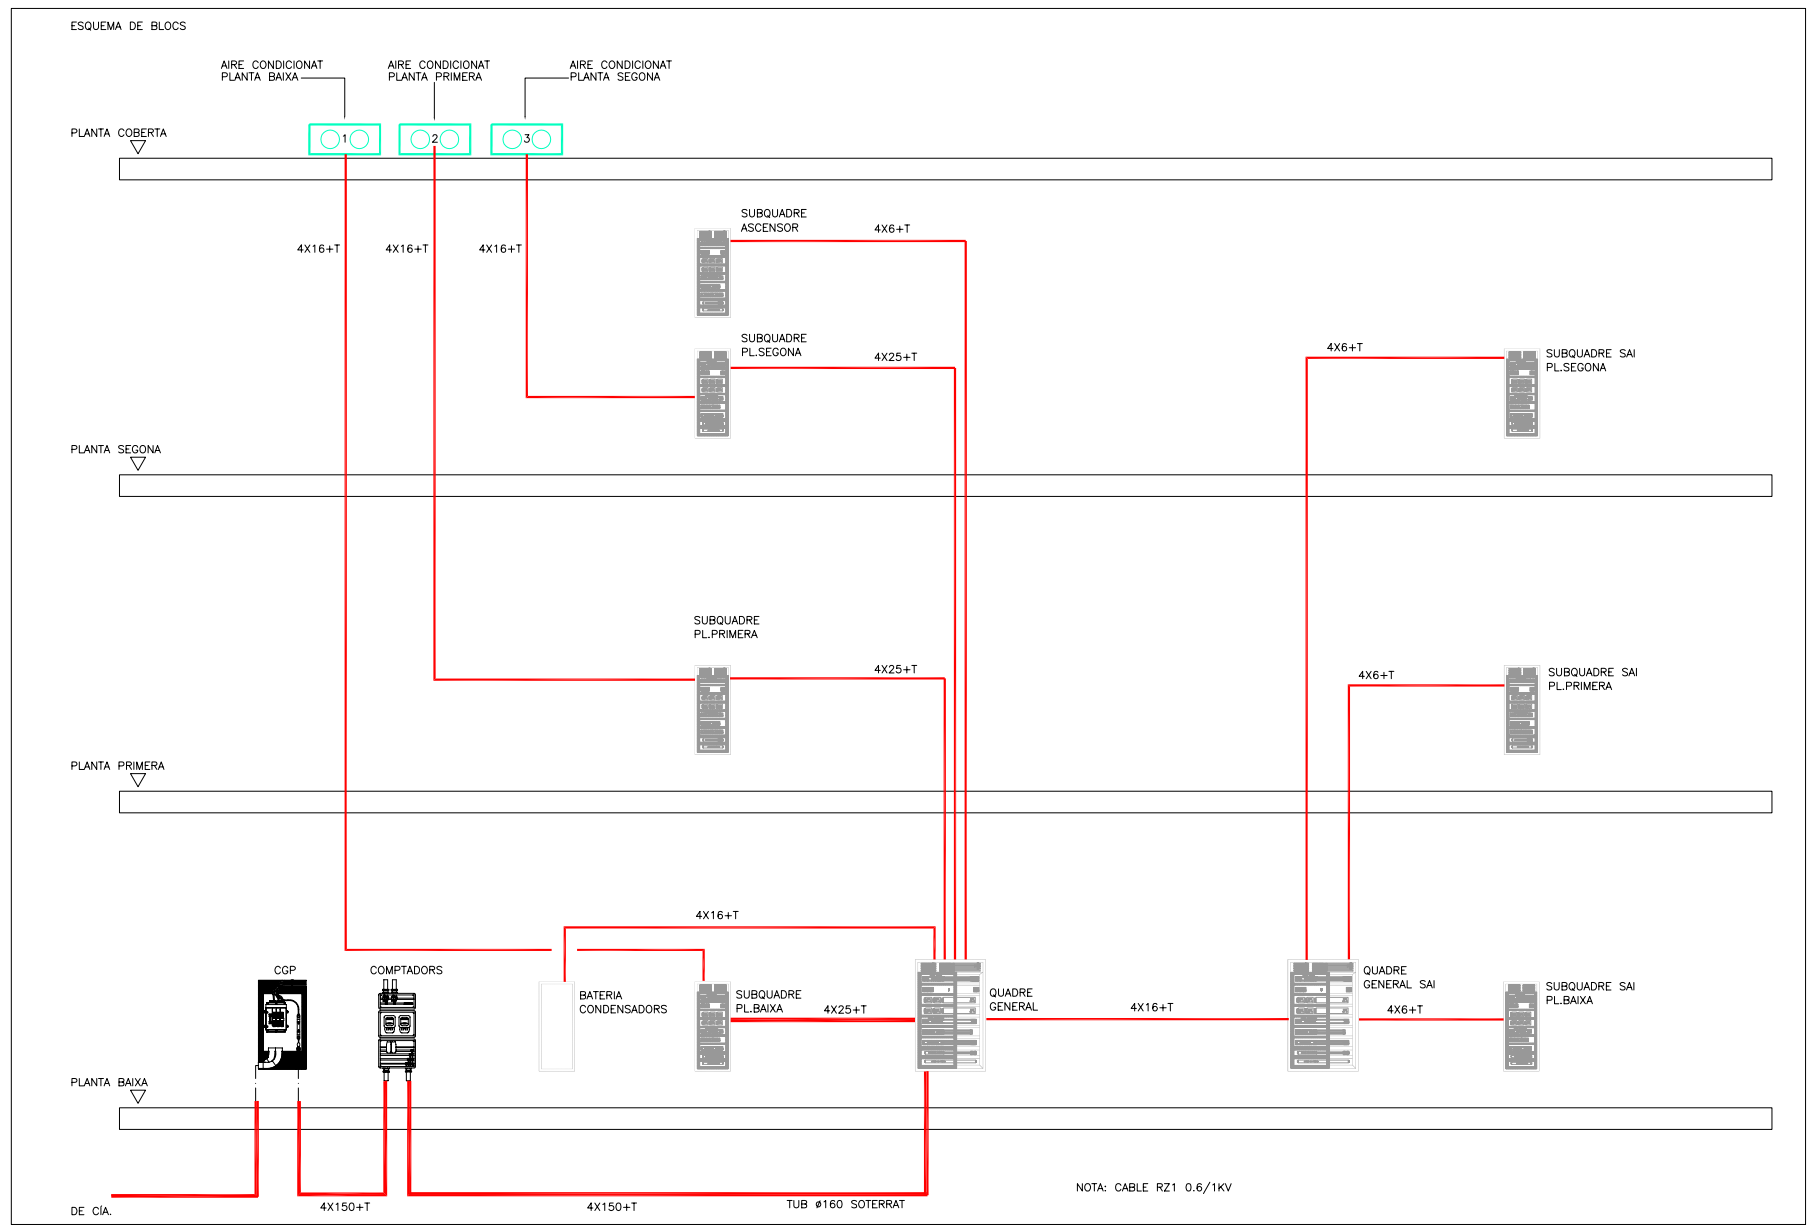 ESQUEMA DE BLOCS
AIRE CONDICIONAT
PLANTA BAIXA
AIRE CONDICIONAT
PLANTA PRIMERA
AIRE CONDICIONAT
PLANTA SEGONA
PLANTA COBERTA
1
2
3
4X16+T
4X16+T
4X16+T
SUBQUADRE
ASCENSOR
4X6+T
SUBQUADRE
PL.SEGONA
4X25+T
4X6+T
SUBQUADRE SAI
PL.SEGONA
PLANTA SEGONA
SUBQUADRE
PL.PRIMERA
4X25+T
4X6+T
SUBQUADRE SAI
PL.PRIMERA
PLANTA PRIMERA
4X16+T
CGP
COMPTADORS
BATERIA
CONDENSADORS
SUBQUADRE
PL.BAIXA
4X25+T
QUADRE
GENERAL
4X16+T
QUADRE
GENERAL SAI
4X6+T
SUBQUADRE SAI
PL.BAIXA
PLANTA BAIXA
DE CÍA.
4X150+T
4X150+T
TUB ø160 SOTERRAT
NOTA: CABLE RZ1 0.6/1KV